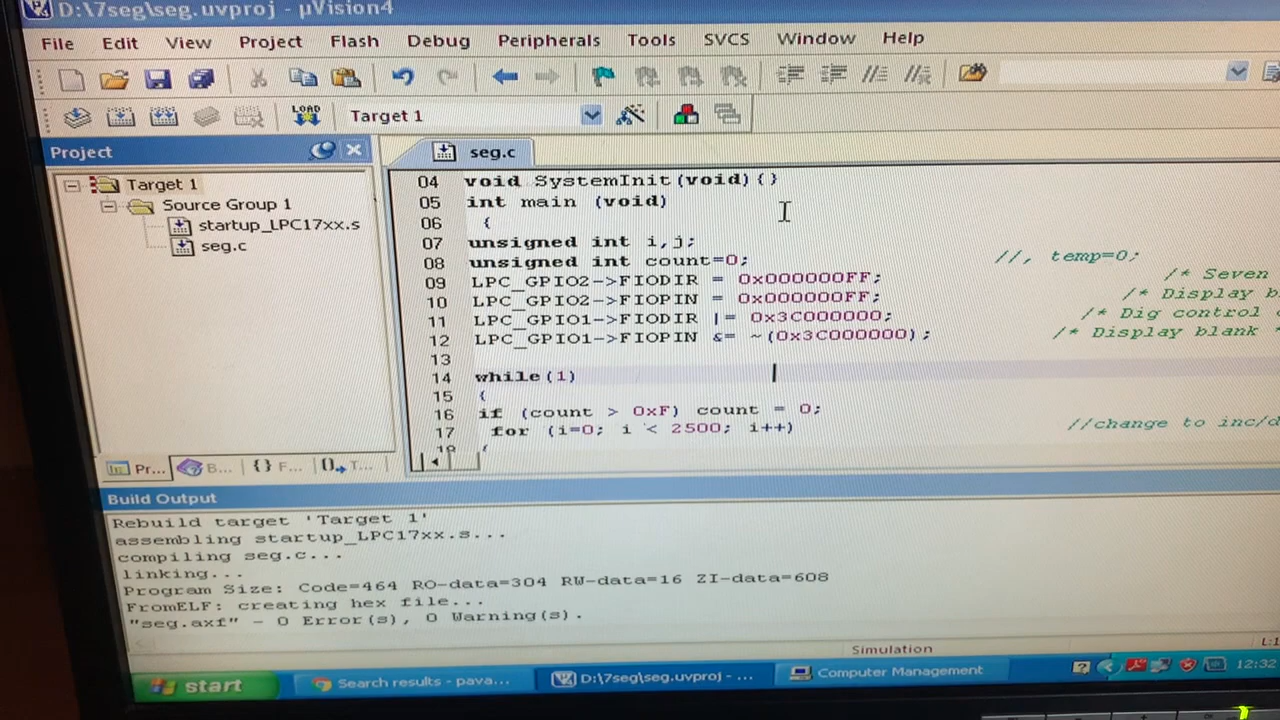 D:\7seg\seg.uvproj - µVision4
File Edit View Project Flash Debug Peripherals Tools SVCS Window Help
LOAD Target 1
Project
Target 1
Source Group 1
startup_LPC17xx.s
seg.c
Pr... B... {} F... 0 T...
seg.c
04 void SystemInit(void){}
05 int main (void)
06 {
07 unsigned int i,j;
08 unsigned int count=0; //, temp=0;
09 LPC_GPIO2->FIODIR = 0x000000FF; /* Seven
10 LPC_GPIO2->FIOPIN = 0x000000FF; /* Display b
11 LPC_GPIO1->FIODIR |= 0x3C000000; /* Dig control
12 LPC_GPIO1->FIOPIN &= ~(0x3C000000); /* Display blank
13
14 while(1)
15 {
16 if (count > 0xF) count = 0;
17 for (i=0; i < 2500; i++) //change to inc/d
18 {
Build Output
Rebuild target 'Target 1'
assembling startup_LPC17xx.s...
compiling seg.c...
linking...
Program Size: Code=464 RO-data=304 RW-data=16 ZI-data=608
FromELF: creating hex file...
"seg.axf" - 0 Error(s), 0 Warning(s).
Simulation L:1
start Search results - pava... D:\7seg\seg.uvproj - ... Computer Management 12:32